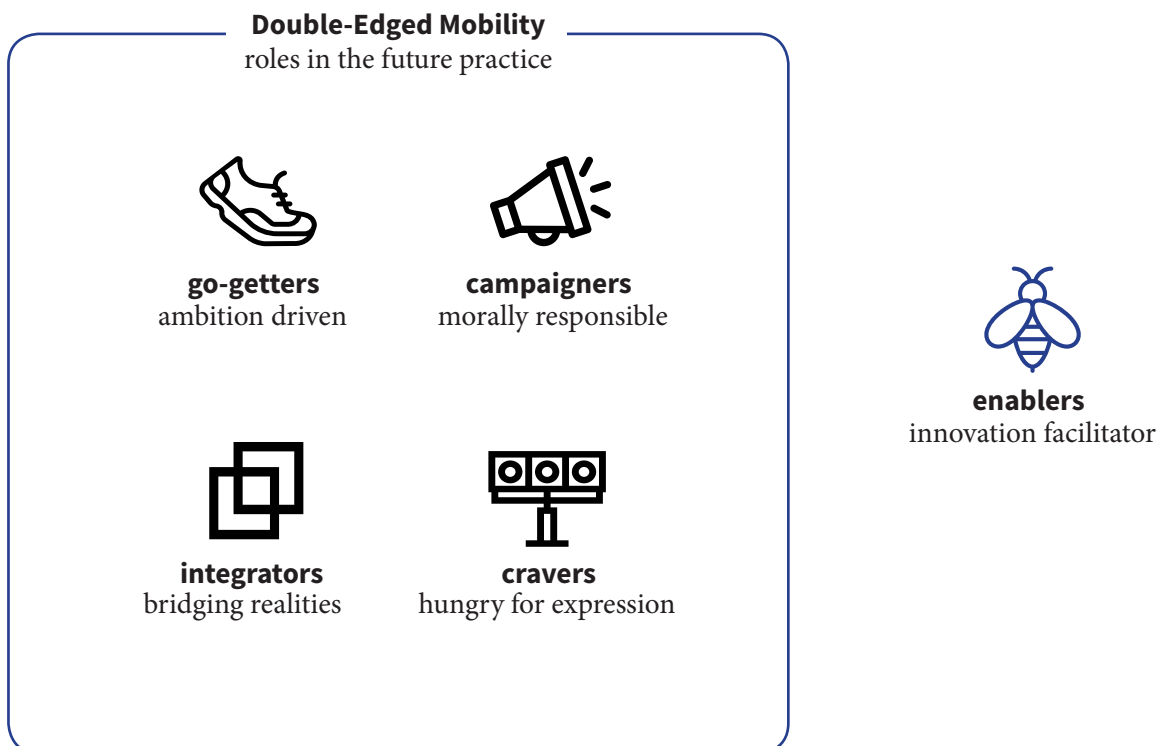 Double-Edged Mobility
roles in the future practice
go-getters
ambition driven
campaigners
morally responsible
enablers
innovation facilitator
integrators
bridging realities
cravers
hungry for expression